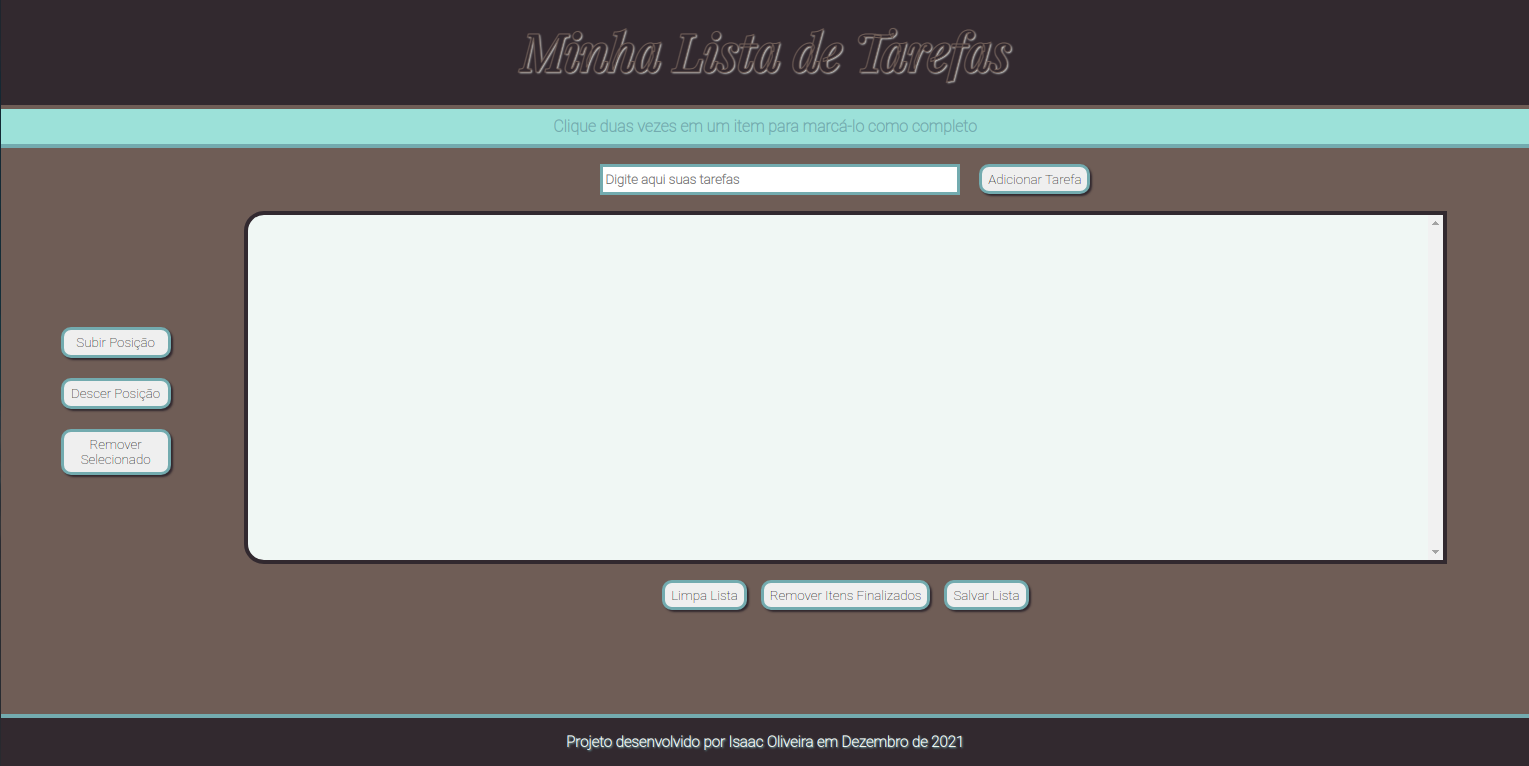 Minha Lista de Tarefas
Clique duas vezes em um item para marcá-lo como completo
Digite aqui suas tarefas
Adicionar Tarefa
Subir Posição
Descer Posição
Remover
Selecionado
Limpa Lista
Remover Itens Finalizados
Salvar Lista
Projeto desenvolvido por Isaac Oliveira em Dezembro de 2021